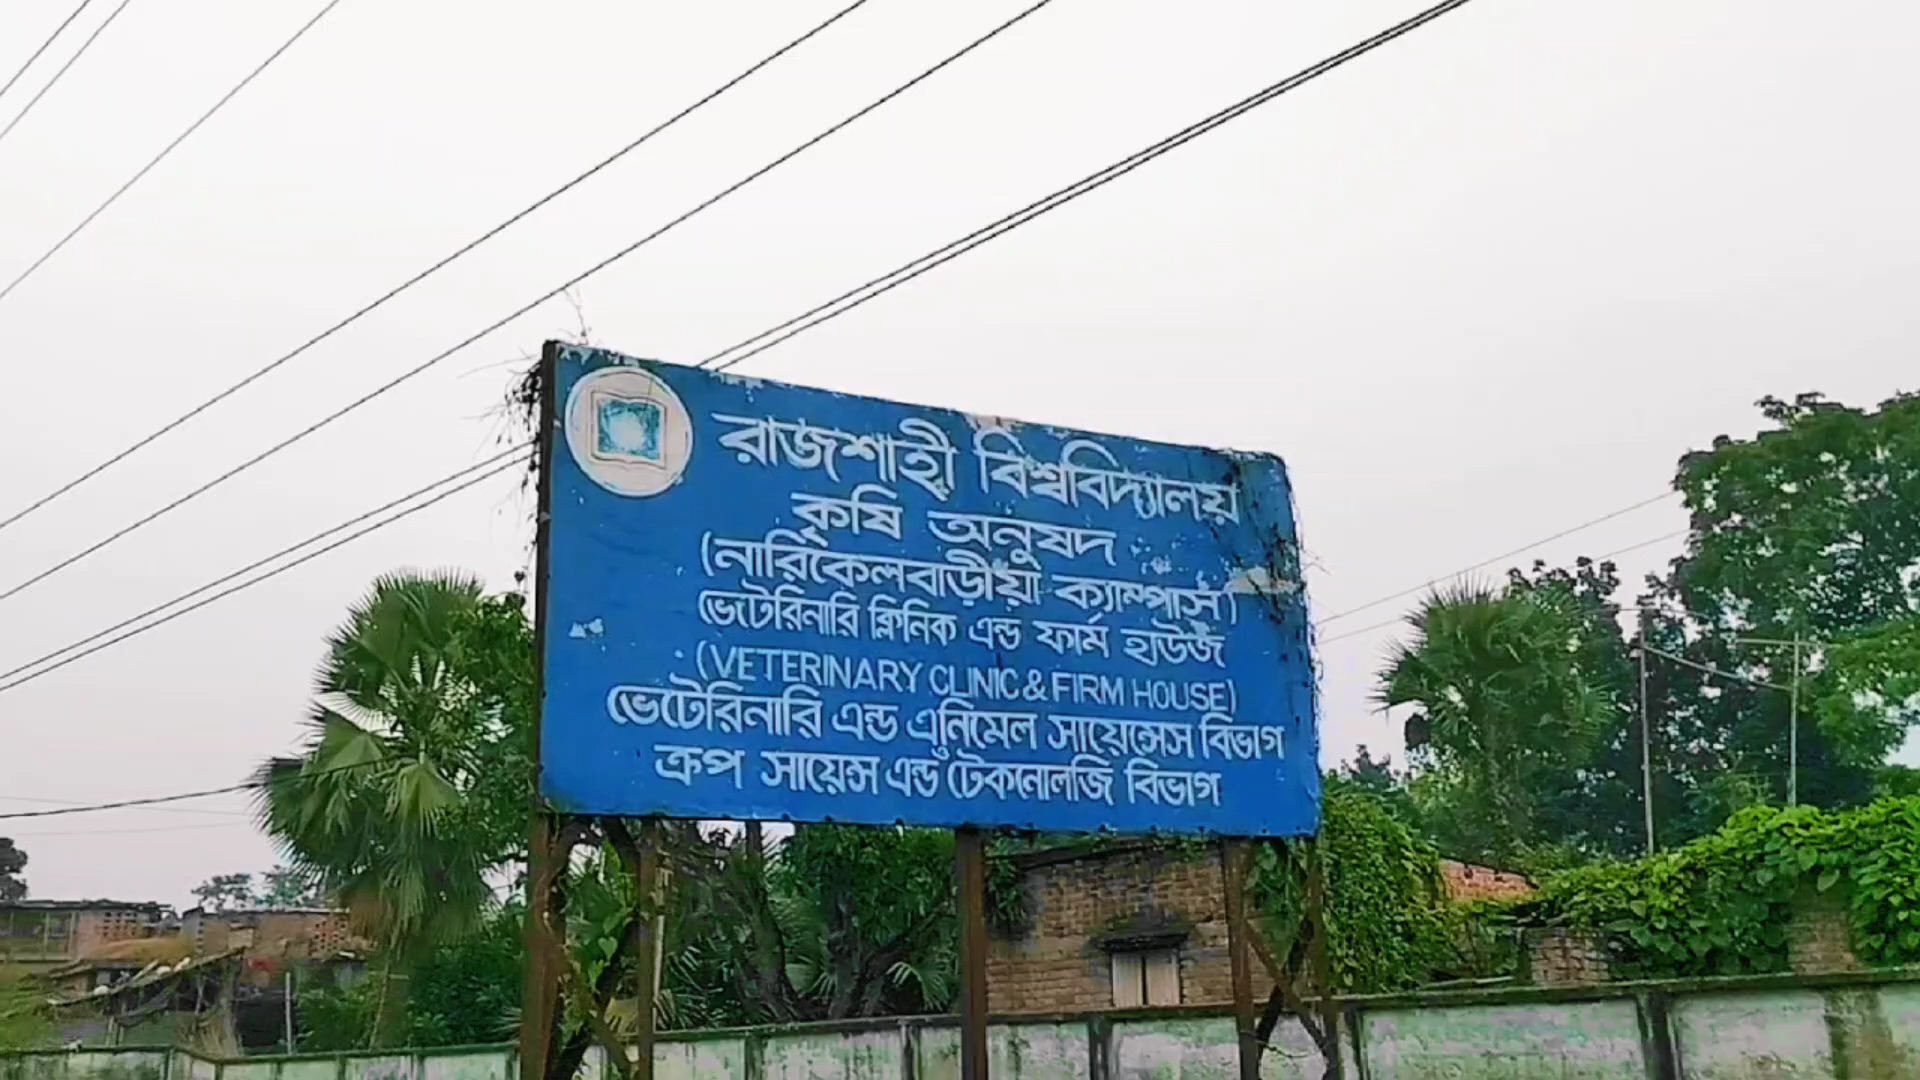 রাজশাহী বিশ্ববিদ্যালয়
কৃষি অনুষদ
(নারিকেলবাড়ীয়া ক্যাম্পাস)
ভেটেরিনারি ক্লিনিক এন্ড ফার্ম হাউজ
(VETERINARY CLINIC & FIRM HOUSE)
ভেটেরিনারি এন্ড এনিমেল সায়েন্সেস বিভাগ
ক্রপ সায়েন্স এন্ড টেকনোলজি বিভাগ